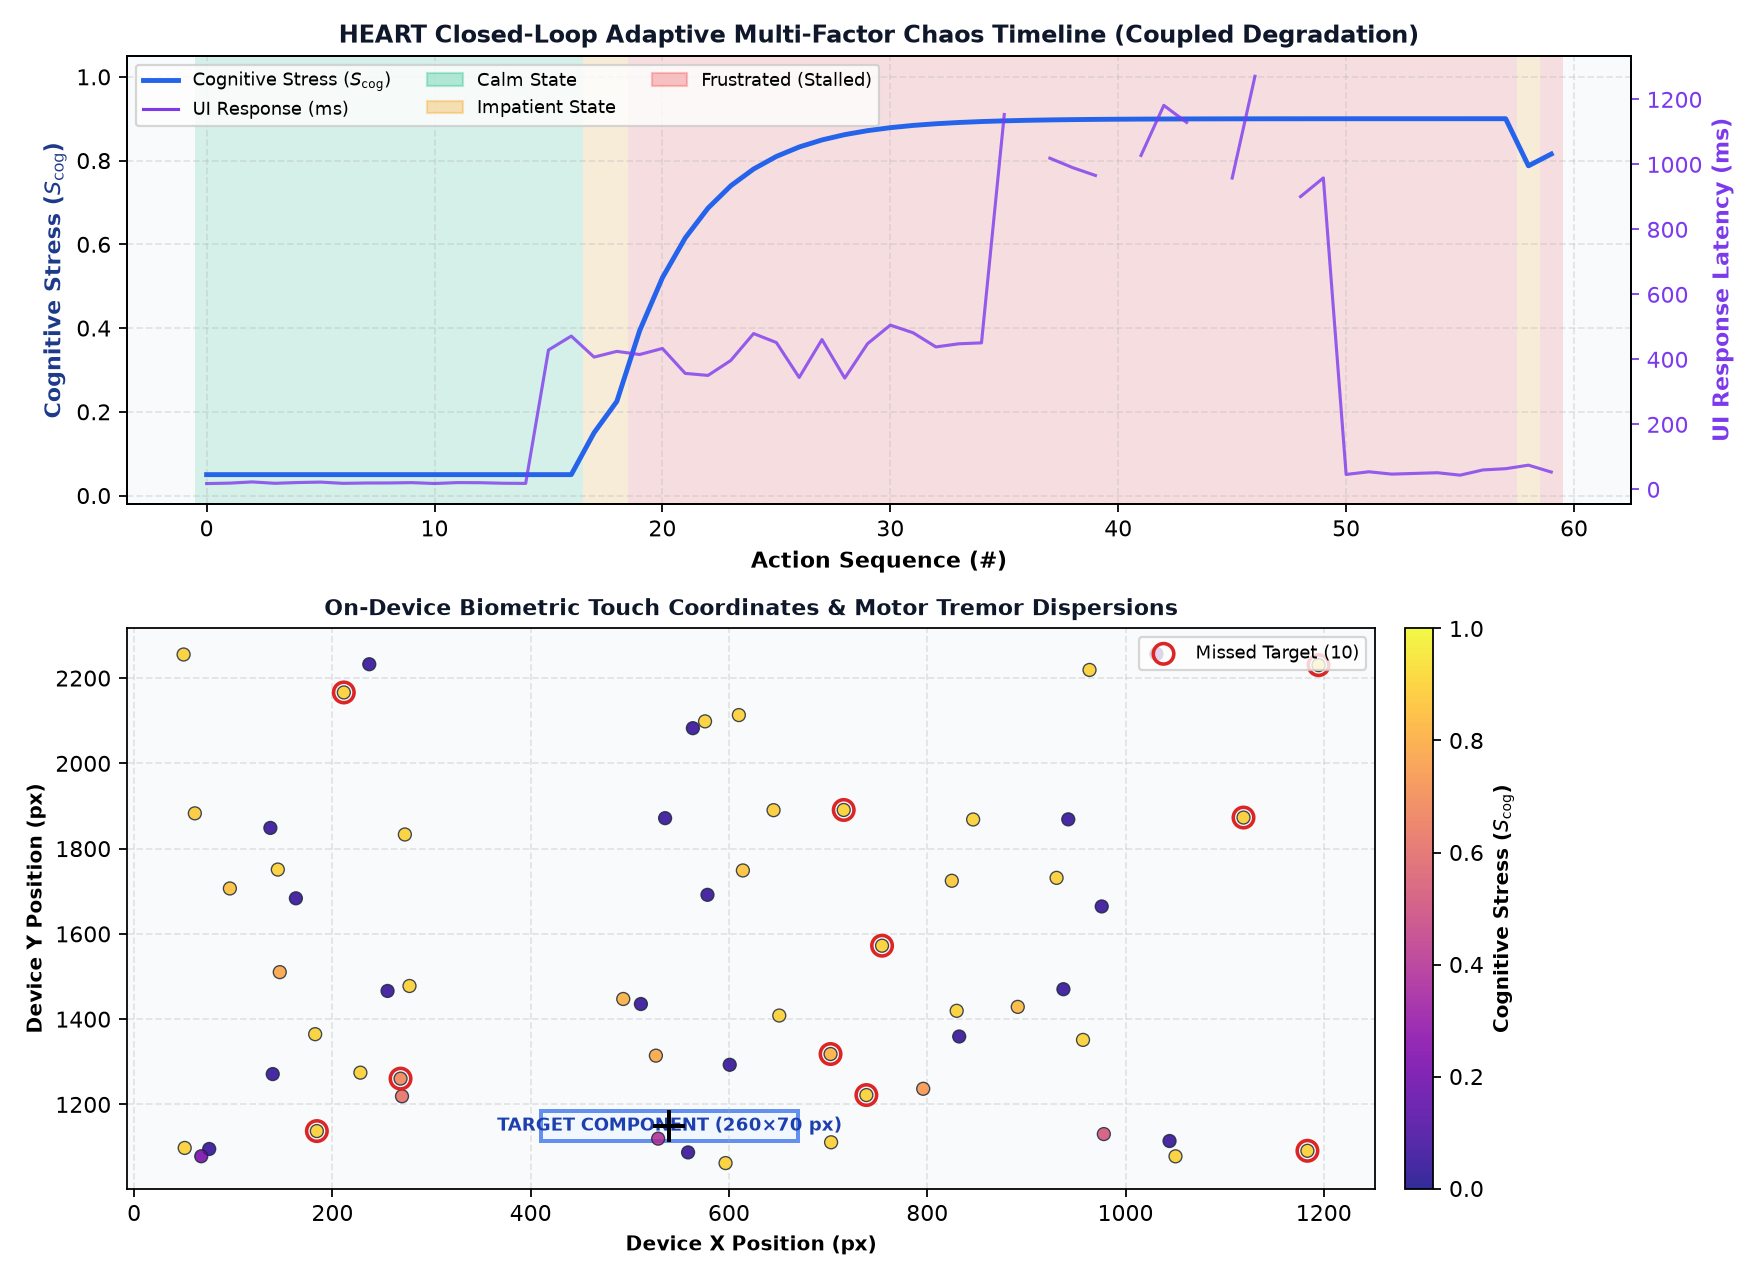 HEART Closed-Loop Adaptive Multi-Factor Chaos Timeline (Coupled Degradation)
Cognitive Stress (S_cog)
UI Response (ms)
Calm State
Impatient State
Frustrated (Stalled)
1.0
0.8
0.6
0.4
0.2
0.0
Cognitive Stress (S_cog)
1200
1000
800
600
400
200
0
UI Response Latency (ms)
0 10 20 30 40 50 60
Action Sequence (#)
On-Device Biometric Touch Coordinates & Motor Tremor Dispersions
Missed Target (10)
2200
2000
1800
1600
1400
1200
Device Y Position (px)
TARGET COMPONENT (260×70 px)
0 200 400 600 800 1000 1200
Device X Position (px)
1.0
0.8
0.6
0.4
0.2
0.0
Cognitive Stress (S_cog)